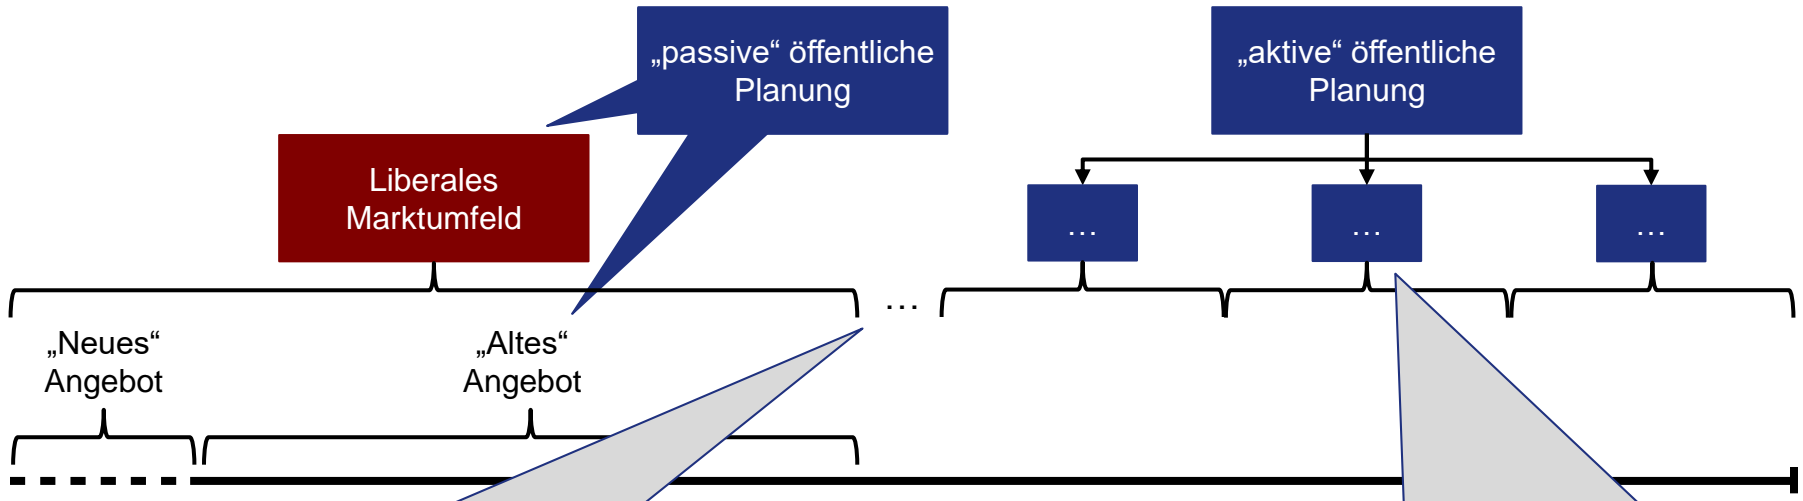 „passive“ öffentliche
Planung
„aktive“ öffentliche
Planung
Liberales
Marktumfeld
...
...
...
...
„Neues“
Angebot
„Altes“
Angebot